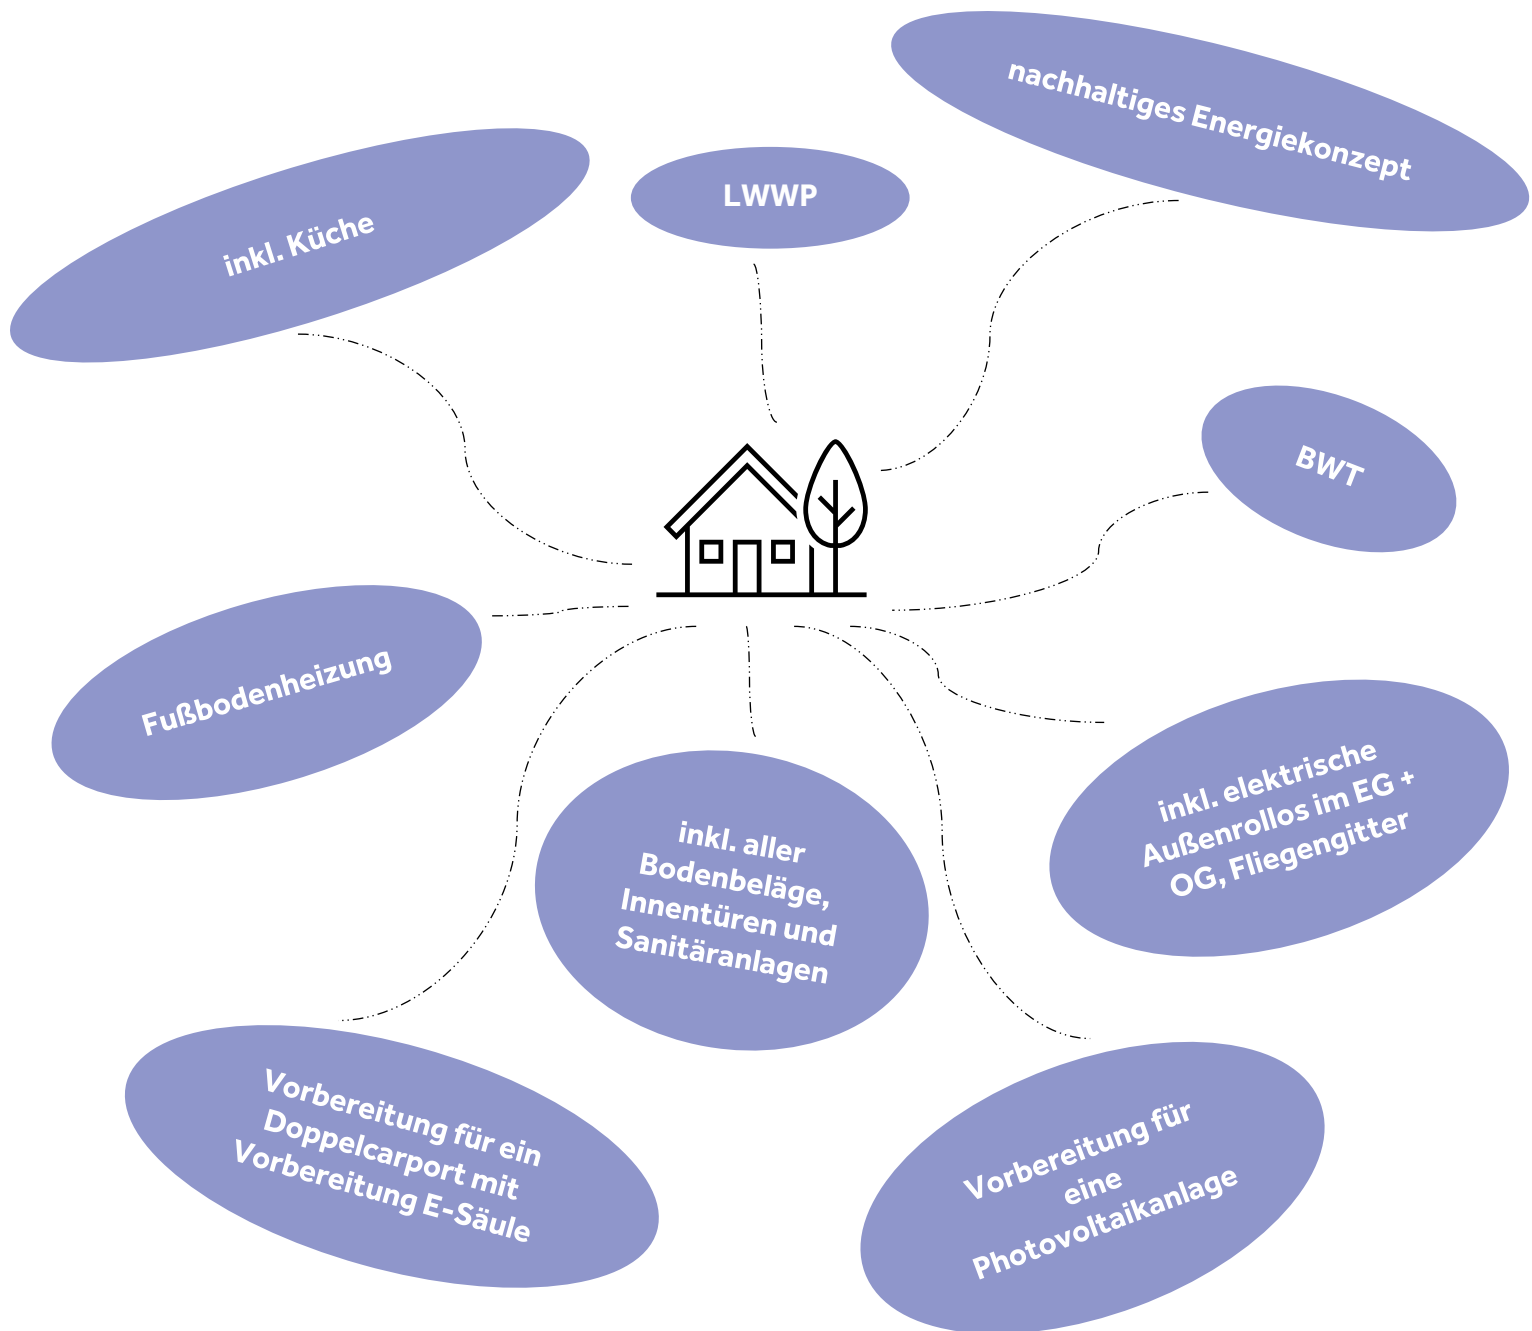 nachhaltiges Energiekonzept
LWWP
inkl. Küche
BWT
Fußbodenheizung
inkl. elektrische
Außenrollos im EG +
OG, Fliegengitter
inkl. aller
Bodenbeläge,
Innentüren und
Sanitäranlagen
Vorbereitung für ein
Doppelcarport mit
Vorbereitung E-Säule
Vorbereitung für
eine
Photovoltaikanlage